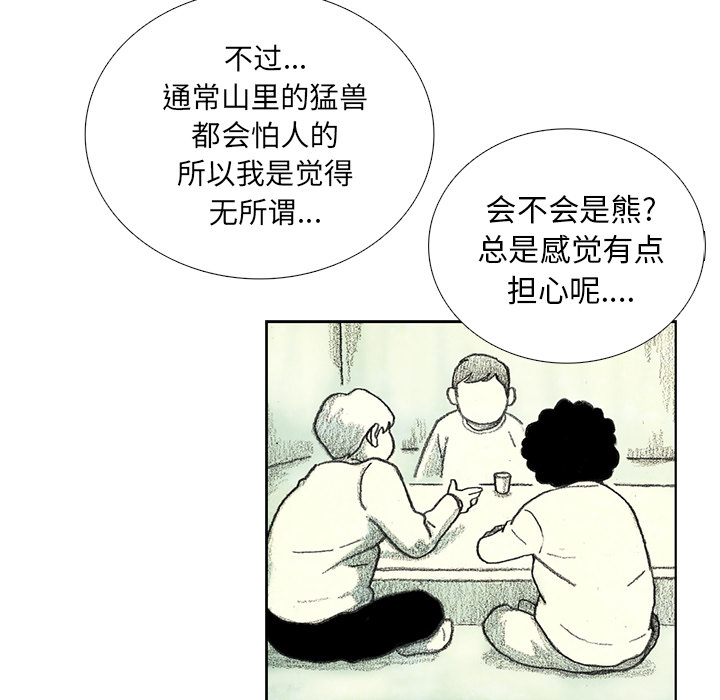 不过...
通常山里的猛兽
都会怕人的
所以我是觉得
无所谓...
会不会是熊?
总是感觉有点
担心呢....